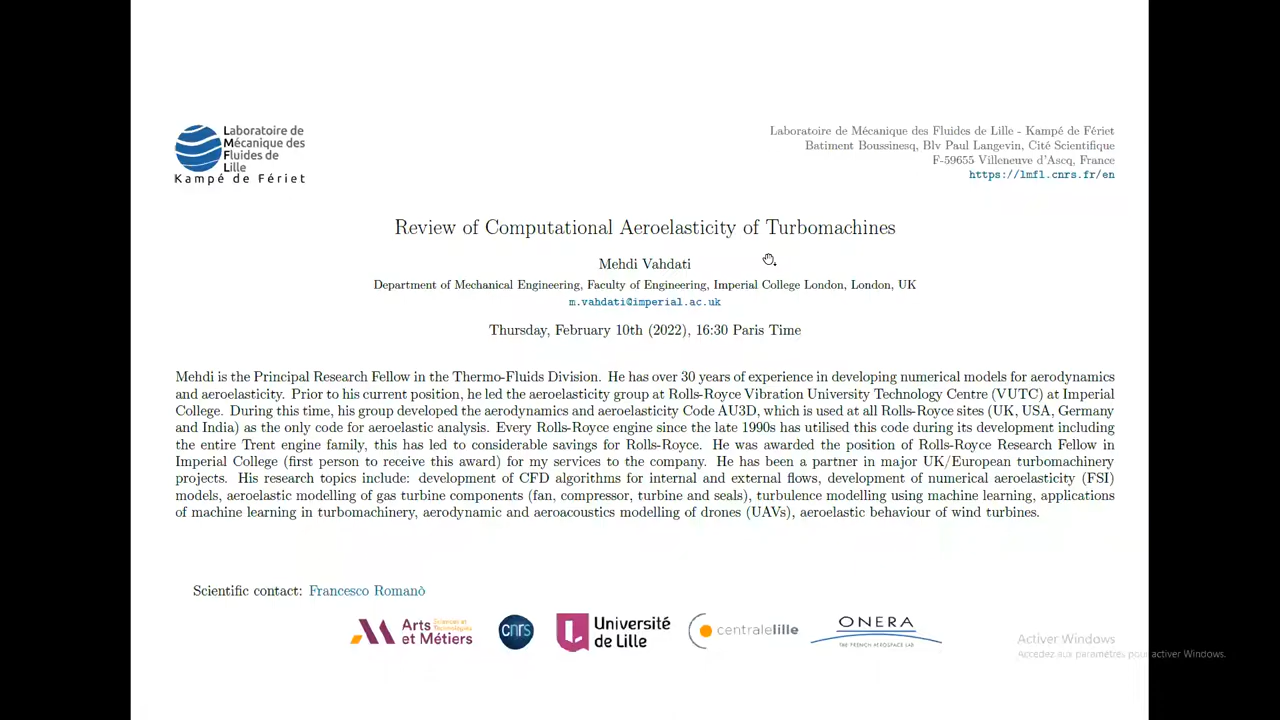 Laboratoire de
Mécanique des
Fluides de
Lille
Kampé de Fériet
Laboratoire de Mécanique des Fluides de Lille - Kampé de Fériet
Batiment Boussinesq, Blv Paul Langevin, Cité Scientifique
F-59655 Villeneuve d'Ascq, France
https://lmfl.cnrs.fr/en
Review of Computational Aeroelasticity of Turbomachines
Mehdi Vahdati
Department of Mechanical Engineering, Faculty of Engineering, Imperial College London, London, UK
m.vahdati@imperial.ac.uk
Thursday, February 10th (2022), 16:30 Paris Time
Mehdi is the Principal Research Fellow in the Thermo-Fluids Division. He has over 30 years of experience in developing numerical models for aerodynamics
and aeroelasticity. Prior to his current position, he led the aeroelasticity group at Rolls-Royce Vibration University Technology Centre (VUTC) at Imperial
College. During this time, his group developed the aerodynamics and aeroelasticity Code AU3D, which is used at all Rolls-Royce sites (UK, USA, Germany
and India) as the only code for aeroelastic analysis. Every Rolls-Royce engine since the late 1990s has utilised this code during its development including
the entire Trent engine family, this has led to considerable savings for Rolls-Royce. He was awarded the position of Rolls-Royce Research Fellow in
Imperial College (first person to receive this award) for my services to the company. He has been a partner in major UK/European turbomachinery
projects. His research topics include: development of CFD algorithms for internal and external flows, development of numerical aeroelasticity (FSI)
models, aeroelastic modelling of gas turbine components (fan, compressor, turbine and seals), turbulence modelling using machine learning, applications
of machine learning in turbomachinery, aerodynamic and aeroacoustics modelling of drones (UAVs), aeroelastic behaviour of wind turbines.
Scientific contact: Francesco Romanò
Arts et Métiers
Sciences et Technologies
cnrs
Université de Lille
centralelille
ONERA
THE FRENCH AEROSPACE LAB
Activer Windows
Accédez aux paramètres pour activer Windows.